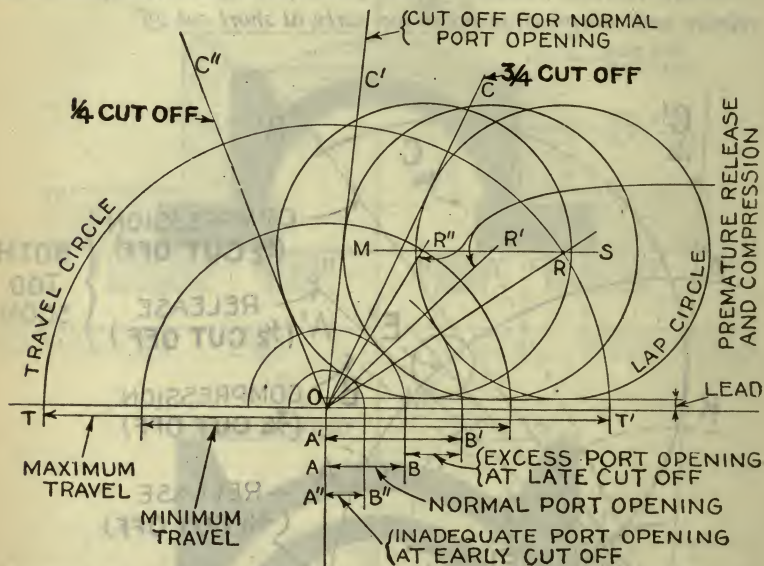 CUT OFF FOR NORMAL
PORT OPENING
C"
C'
3/4 CUT OFF
C
1/4 CUT OFF
PREMATURE RELEASE
AND COMPRESSION
TRAVEL CIRCLE
M
R"
R'
R
S
LAP CIRCLE
LEAD
O
T
T'
A'
B'
MAXIMUM
TRAVEL
EXCESS PORT OPENING
AT LATE CUT OFF
A
B
NORMAL PORT OPENING
MINIMUM
TRAVEL
A"
B"
INADEQUATE PORT OPENING
AT EARLY CUT OFF